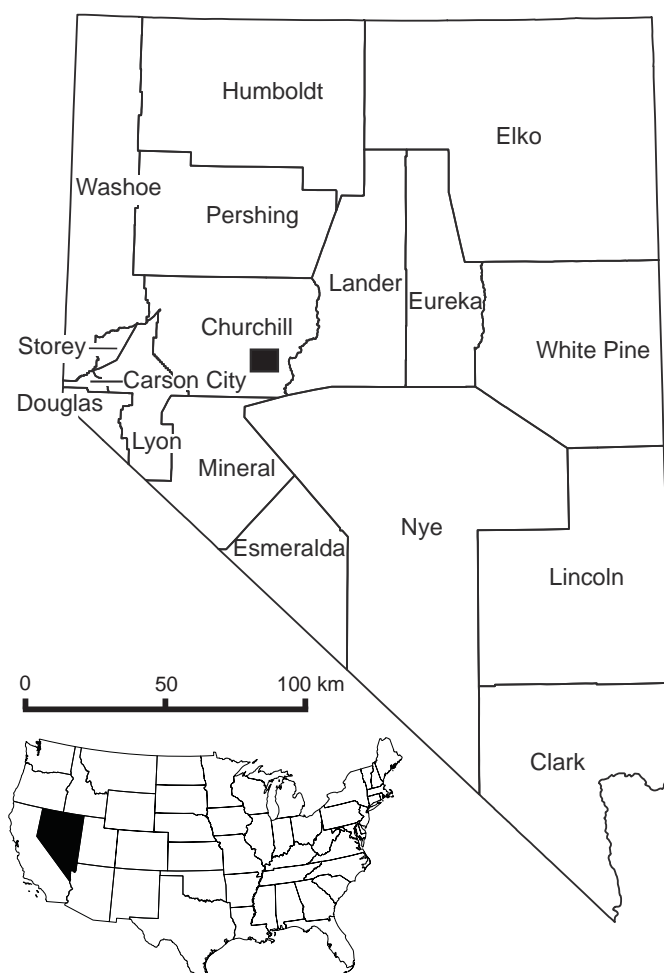 Humboldt
Elko
Washoe
Pershing
Lander
Eureka
Churchill
Storey
White Pine
Carson City
Douglas
Lyon
Mineral
Nye
Esmeralda
Lincoln
0 50 100 km
Clark